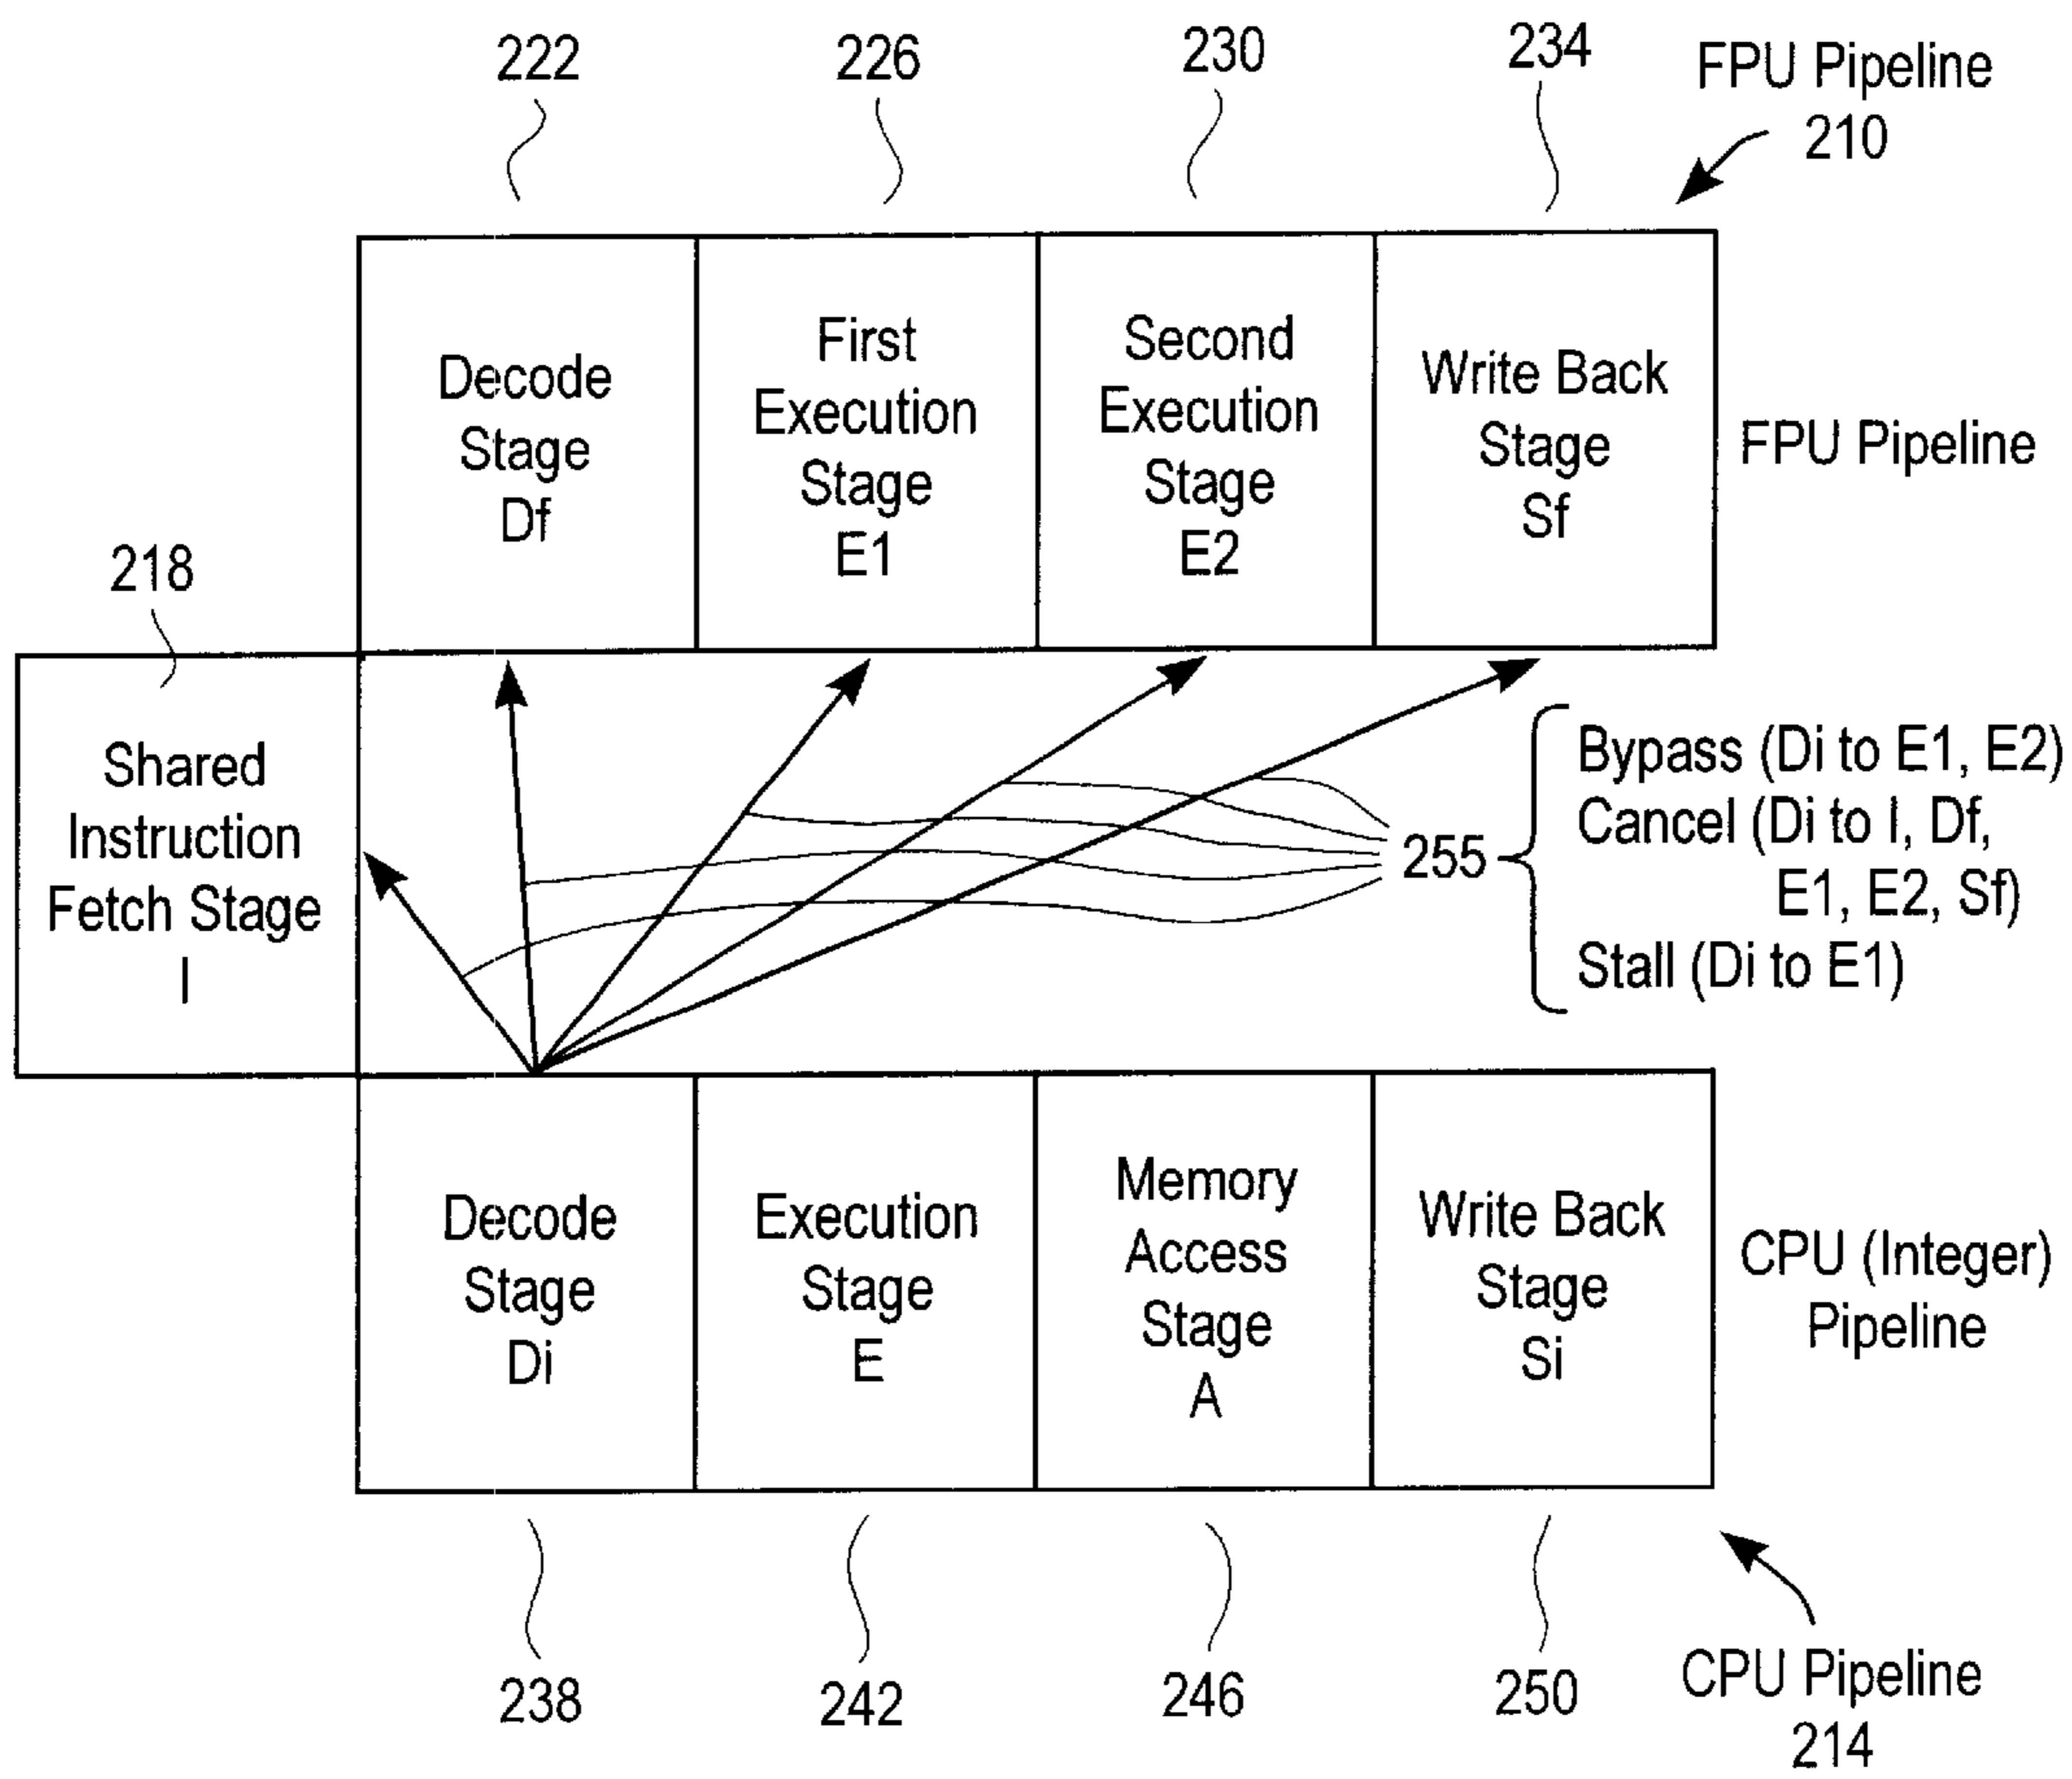 222
226
230
234
FPU Pipeline
210
Decode
Stage
Df
First
Execution
Stage
E1
Second
Execution
Stage
E2
Write Back
Stage
Sf
FPU Pipeline
218
Shared
Instruction
Fetch Stage
I
255
Bypass (Di to E1, E2)
Cancel (Di to I, Df,
E1, E2, Sf)
Stall (Di to E1)
Decode
Stage
Di
Execution
Stage
E
Memory
Access
Stage
A
Write Back
Stage
Si
CPU (Integer)
Pipeline
238
242
246
250
CPU Pipeline
214